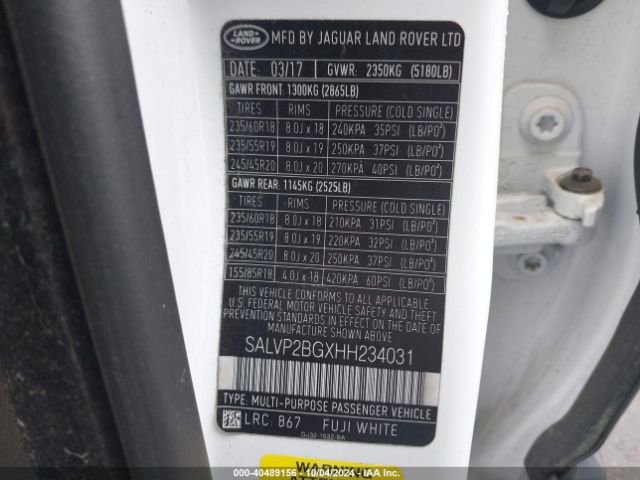 LAND ROVER MFD BY JAGUAR LAND ROVER LTD
DATE: 03/17 GVWR: 2350KG (5180LB)
GAWR FRONT: 1300KG (2865LB)
TIRES RIMS PRESSURE (COLD SINGLE)
235/60R18 8.0J x 18 240KPA 35PSI (LB/PO²)
235/55R19 8.0J x 19 250KPA 37PSI (LB/PO²)
245/45R20 8.0J x 20 270KPA 40PSI (LB/PO²)
GAWR REAR: 1145KG (2525LB)
TIRES RIMS PRESSURE (COLD SINGLE)
235/60R18 8.0J x 18 210KPA 31PSI (LB/PO²)
235/55R19 8.0J x 19 220KPA 32PSI (LB/PO²)
245/45R20 8.0J x 20 250KPA 37PSI (LB/PO²)
155/85R18 4.0J x 18 420KPA 60PSI (LB/PO²)
THIS VEHICLE CONFORMS TO ALL APPLICABLE
U.S. FEDERAL MOTOR VEHICLE SAFETY STANDARDS
IN EFFECT ON THE DATE OF
MANUFACTURE SHOWN ABOVE
SALVP2BGXHH234031
TYPE: MULTI-PURPOSE PASSENGER VEHICLE
LRC: 867 FUJI WHITE
GJ32 1532-BA
WARNING
© - 40489156 - 10/04/2024 - IAA